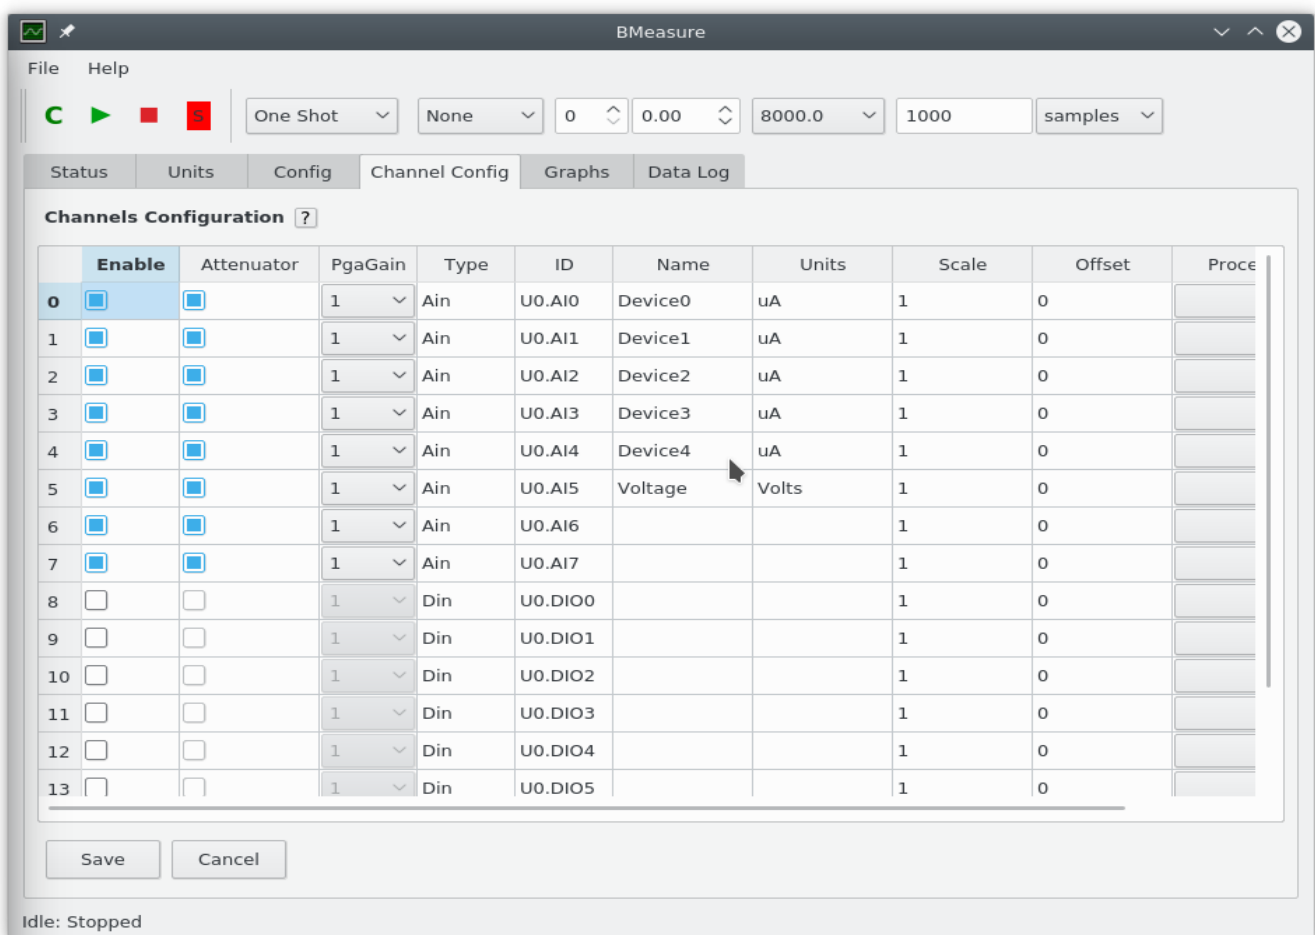 BMeasure
File Help
C S One Shot None 0 0.00 8000.0 1000 samples
Status Units Config Channel Config Graphs Data Log
Channels Configuration ?
Enable Attenuator PgaGain Type ID Name Units Scale Offset Proce
0 1 Ain U0.AI0 Device0 uA 1 0
1 1 Ain U0.AI1 Device1 uA 1 0
2 1 Ain U0.AI2 Device2 uA 1 0
3 1 Ain U0.AI3 Device3 uA 1 0
4 1 Ain U0.AI4 Device4 uA 1 0
5 1 Ain U0.AI5 Voltage Volts 1 0
6 1 Ain U0.AI6 1 0
7 1 Ain U0.AI7 1 0
8 1 Din U0.DIO0 1 0
9 1 Din U0.DIO1 1 0
10 1 Din U0.DIO2 1 0
11 1 Din U0.DIO3 1 0
12 1 Din U0.DIO4 1 0
13 1 Din U0.DIO5 1 0
Save Cancel
Idle: Stopped